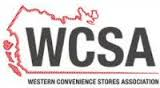 WCSA
WESTERN CONVENIENCE STORES ASSOCIATION